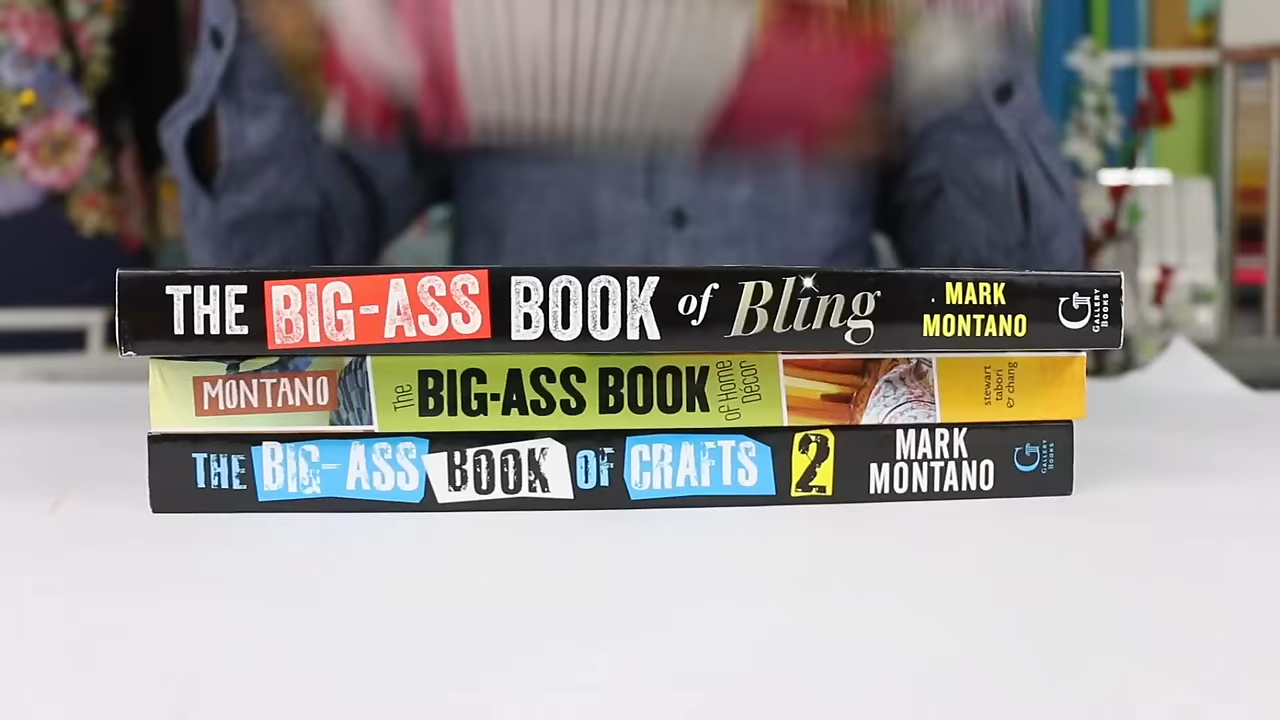 THE BIG-ASS BOOK of Bling MARK MONTANO G GALLERY BOOKS
MONTANO The BIG-ASS BOOK of Home Décor stewart tabori & chang
THE BIG-ASS BOOK OF CRAFTS 2 MARK MONTANO G GALLERY BOOKS